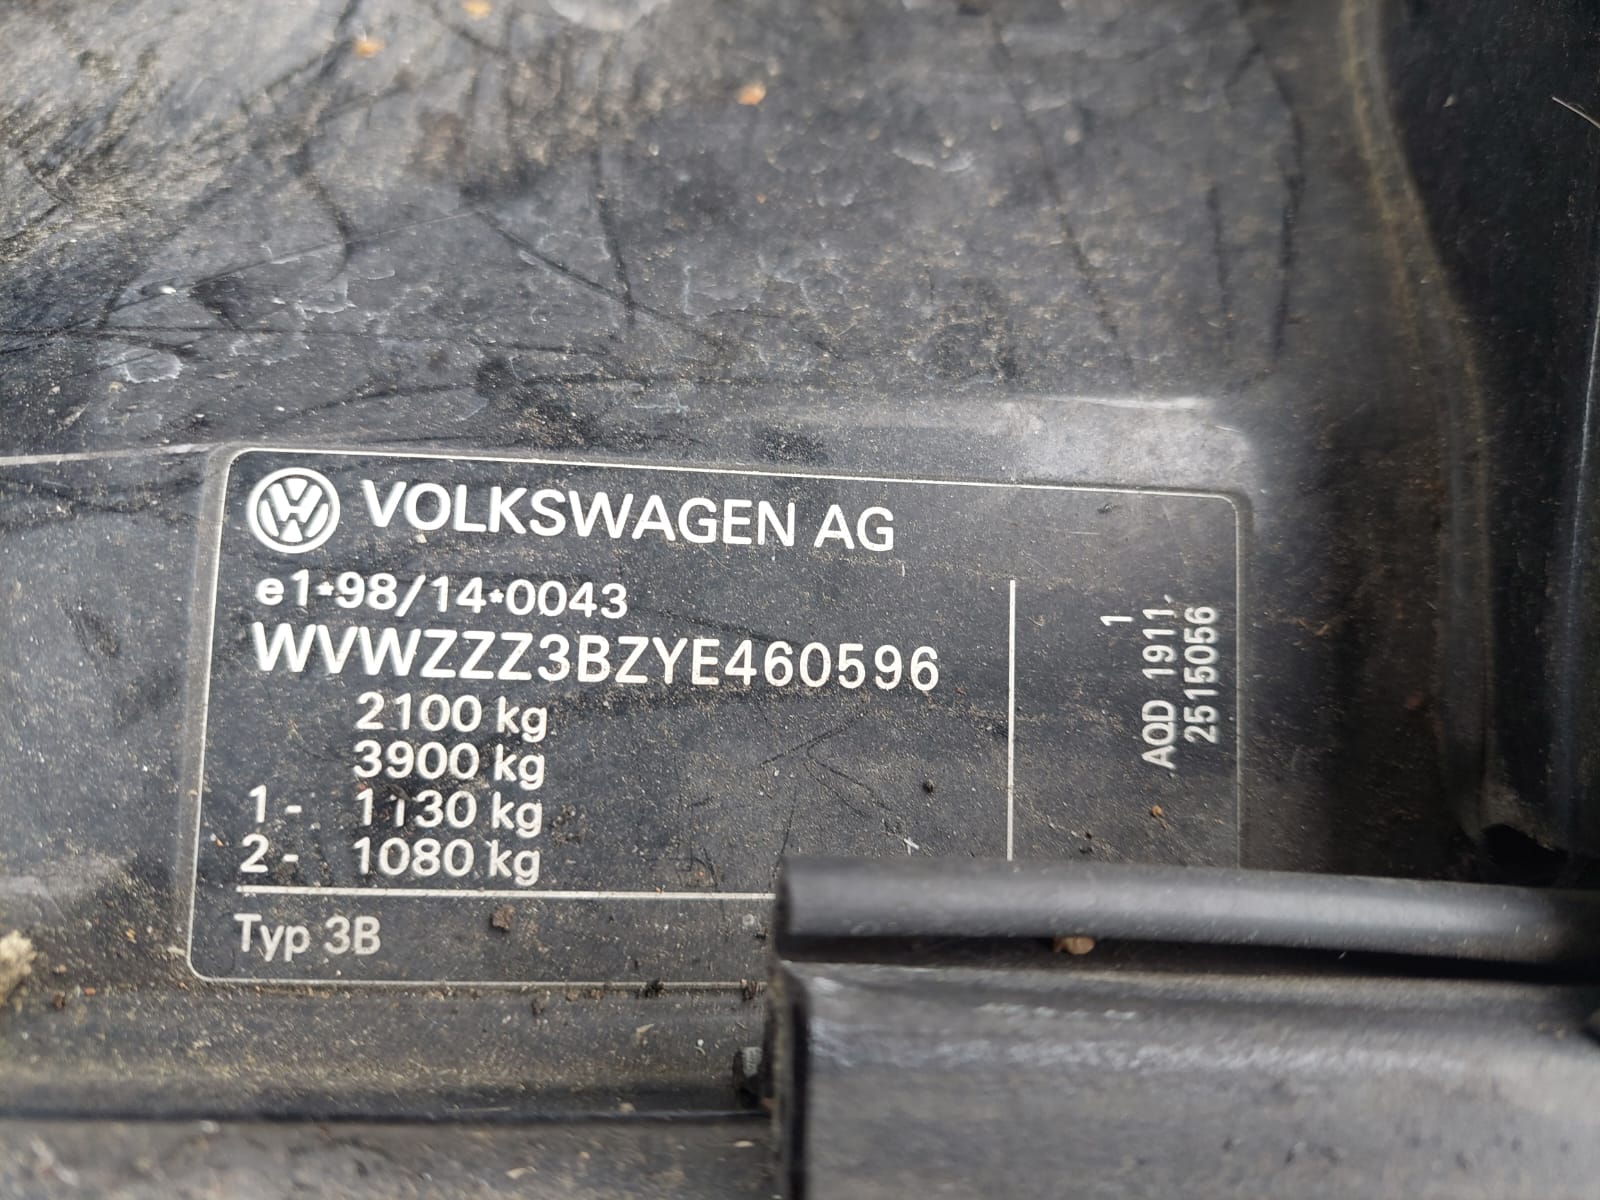 VOLKSWAGEN AG
e1*98/14*0043
WVWZZZ3BZYE460596
2100 kg
3900 kg
1 - 1130 kg
2 - 1080 kg
Typ 3B
1
AQD 1911-
2515056